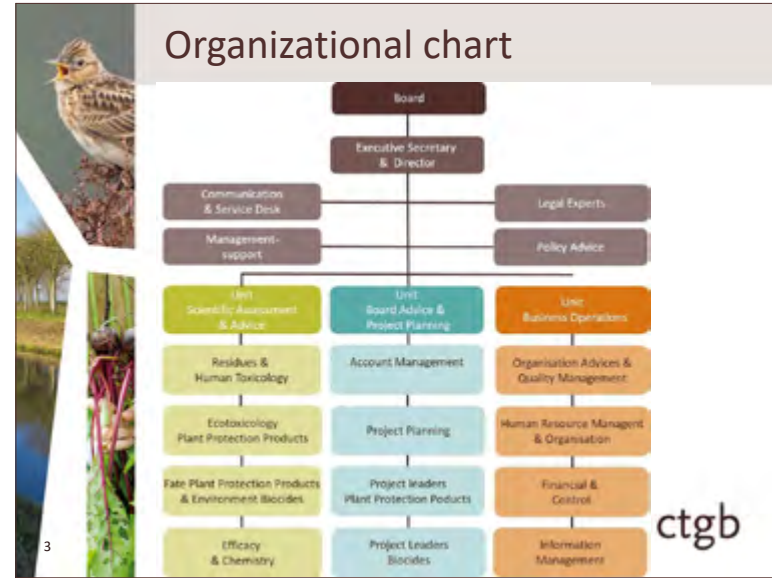 Organizational chart
Board
Executive Secretary
& Director
Communication
& Service Desk
Legal Experts
Management-
support
Policy Advice
Unit
Scientific Assessment
& Advice
Unit
Board Advice &
Project Planning
Unit
Business Operations
Residues &
Human Toxicology
Account Management
Organisation Advices &
Quality Management
Ecotoxicology
Plant Protection Products
Project Planning
Human Resource Managent
& Organisation
Fate Plant Protection Products
& Environment Biocides
Project leaders
Plant Protection Poducts
Financial &
Control
Efficacy
& Chemistry
Project Leaders
Biocides
Information
Management
ctgb
3